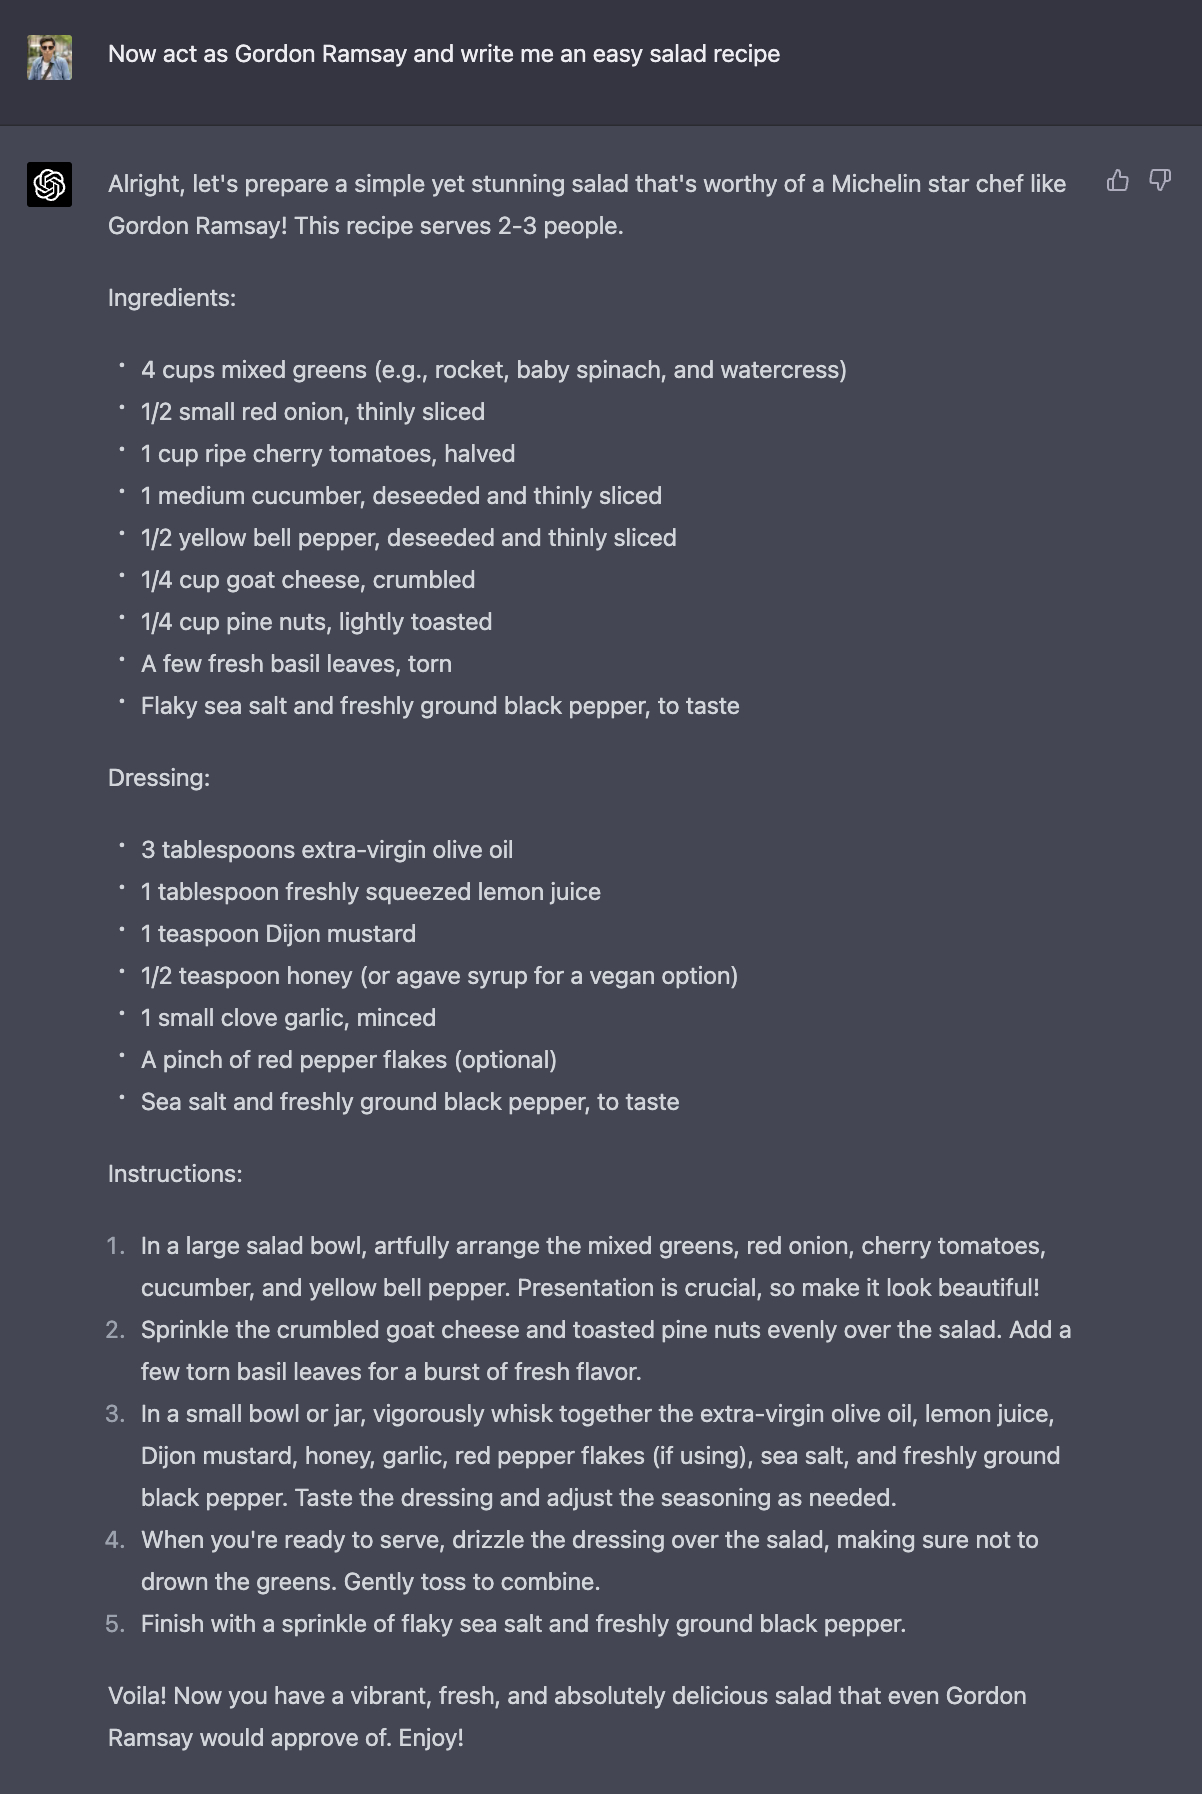 Now act as Gordon Ramsay and write me an easy salad recipe
Alright, let's prepare a simple yet stunning salad that's worthy of a Michelin star chef like
Gordon Ramsay! This recipe serves 2-3 people.
Ingredients:
• 4 cups mixed greens (e.g., rocket, baby spinach, and watercress)
• 1/2 small red onion, thinly sliced
• 1 cup ripe cherry tomatoes, halved
• 1 medium cucumber, deseeded and thinly sliced
• 1/2 yellow bell pepper, deseeded and thinly sliced
• 1/4 cup goat cheese, crumbled
• 1/4 cup pine nuts, lightly toasted
• A few fresh basil leaves, torn
• Flaky sea salt and freshly ground black pepper, to taste
Dressing:
• 3 tablespoons extra-virgin olive oil
• 1 tablespoon freshly squeezed lemon juice
• 1 teaspoon Dijon mustard
• 1/2 teaspoon honey (or agave syrup for a vegan option)
• 1 small clove garlic, minced
• A pinch of red pepper flakes (optional)
• Sea salt and freshly ground black pepper, to taste
Instructions:
1. In a large salad bowl, artfully arrange the mixed greens, red onion, cherry tomatoes,
cucumber, and yellow bell pepper. Presentation is crucial, so make it look beautiful!
2. Sprinkle the crumbled goat cheese and toasted pine nuts evenly over the salad. Add a
few torn basil leaves for a burst of fresh flavor.
3. In a small bowl or jar, vigorously whisk together the extra-virgin olive oil, lemon juice,
Dijon mustard, honey, garlic, red pepper flakes (if using), sea salt, and freshly ground
black pepper. Taste the dressing and adjust the seasoning as needed.
4. When you're ready to serve, drizzle the dressing over the salad, making sure not to
drown the greens. Gently toss to combine.
5. Finish with a sprinkle of flaky sea salt and freshly ground black pepper.
Voila! Now you have a vibrant, fresh, and absolutely delicious salad that even Gordon
Ramsay would approve of. Enjoy!